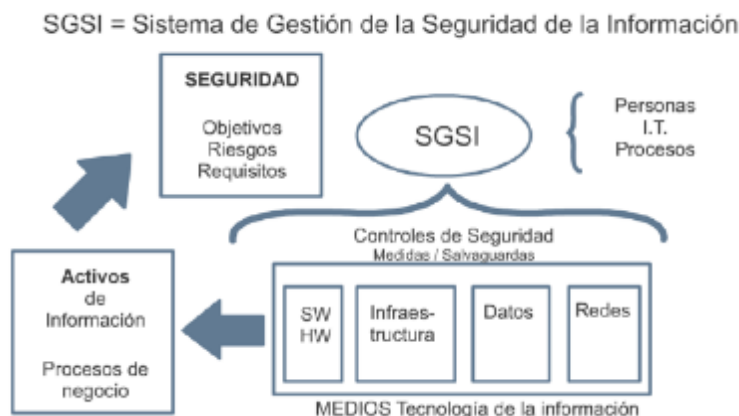 SGSI = Sistema de Gestión de la Seguridad de la Información
SEGURIDAD
Objetivos
Riesgos
Requisitos
SGSI
Personas
I.T.
Procesos
Controles de Seguridad
Medidas / Salvaguardas
Activos
de
Información
Procesos de
negocio
SW
HW
Infraes-
tructura
Datos
Redes
MEDIOS Tecnología de la información